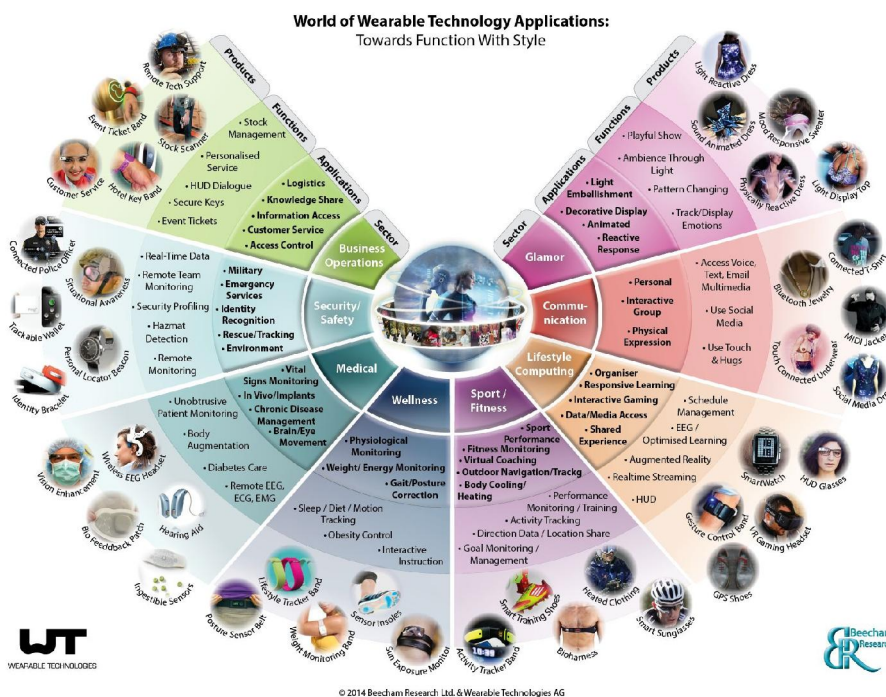 World of Wearable Technology Applications:
Towards Function With Style
Products
Functions
Applications
Sector
Business
Operations
• Logistics
• Knowledge Share
• Information Access
• Customer Service
• Access Control
• Stock
Management
• Personalised
Service
• HUD Dialogue
• Secure Keys
• Event Tickets
Remote Tech Support
Event Ticket Band
Stock Scanner
Customer Service
Hotel Key Band
Security/
Safety
• Military
• Emergency
Services
• Identity
Recognition
• Rescue/Tracking
• Environment
• Real-Time Data
• Remote Team
Monitoring
• Security Profiling
• Hazmat
Detection
• Remote
Monitoring
Connected Police Officer
Situational Awareness
Trackable Wallet
Personal Locator Beacon
Identity Bracelet
Medical
• Vital
Signs Monitoring
• In Vivo/Implants
• Chronic Disease
Management
• Brain/Eye
Movement
• Unobtrusive
Patient Monitoring
• Body
Augmentation
• Diabetes Care
• Remote EEG,
ECG, EMG
Vision Enhancement
Wireless EEG Headset
Hearing Aid
Bio Feedback Patch
Ingestible Sensors
Wellness
• Physiological
Monitoring
• Weight/ Energy Monitoring
• Gait/Posture
Correction
• Sleep / Diet / Motion
Tracking
• Obesity Control
• Interactive
Instruction
Posture Sensor Belt
Lifestyle Tracker Band
Weight Monitoring Band
Sensor Insoles
Sun Exposure Monitor
Sport /
Fitness
• Sport
Performance
• Fitness Monitoring
• Virtual Coaching
• Outdoor Navigation/Trackg
• Body Cooling/
Heating
• Performance
Monitoring / Training
• Activity Tracking
• Direction Data / Location Share
• Goal Monitoring /
Management
Activity Tracker Band
Smart Training Shoes
Bioharness
Heated Clothing
Smart Sunglasses
Lifestyle
Computing
• Organiser
• Responsive Learning
• Interactive Gaming
• Data/Media Access
• Shared
Experience
• Schedule
Management
• EEG /
Optimised Learning
• Augmented Reality
• Realtime Streaming
• HUD
SmartWatch
HUD Glasses
Gesture Control Band
VR Gaming Headset
GPS Shoes
Commu-
nication
• Personal
• Interactive
Group
• Physical
Expression
• Access Voice,
Text, Email
Multimedia
• Use Social
Media
• Use Touch
& Hugs
Connected T-Shirt
Bluetooth Jewelry
MIDI Jacket
Touch Connected Underwear
Social Media Dr
Sector
Applications
Functions
Products
Glamor
• Light
Embellishment
• Decorative Display
• Animated
• Reactive
Response
• Playful Show
• Ambience Through
Light
• Pattern Changing
• Track/Display
Emotions
Light Reactive Dress
Sound Animated Dress
Mood Responsive Sweater
Physically Reactive Dress
Light Display Top
WT
WEARABLE TECHNOLOGIES
BR
Beecham
Research
© 2014 Beecham Research Ltd. & Wearable Technologies AG